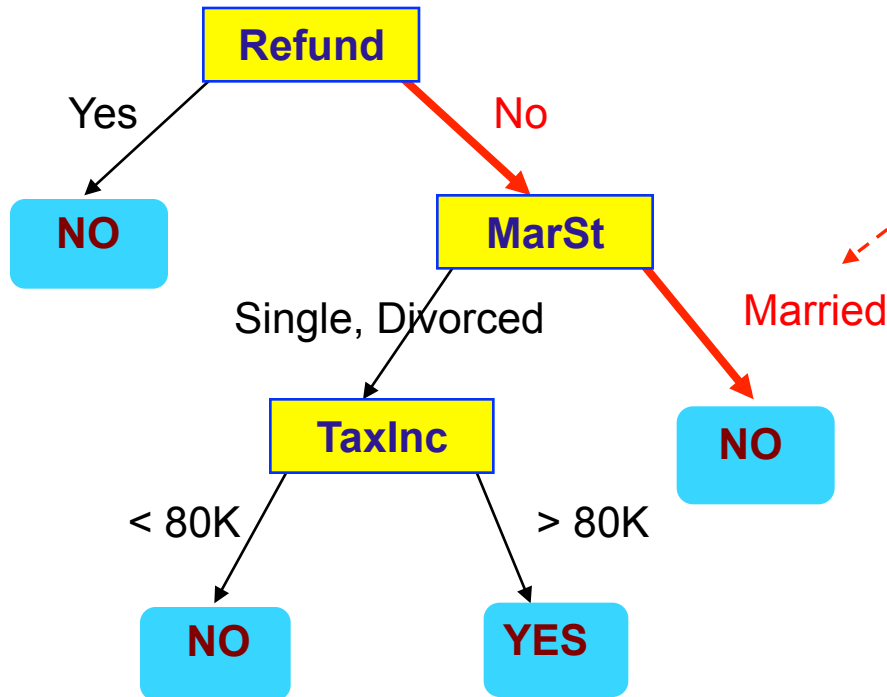 Refund
Yes
No
NO
MarSt
Single, Divorced
Married
TaxInc
NO
< 80K
> 80K
NO
YES